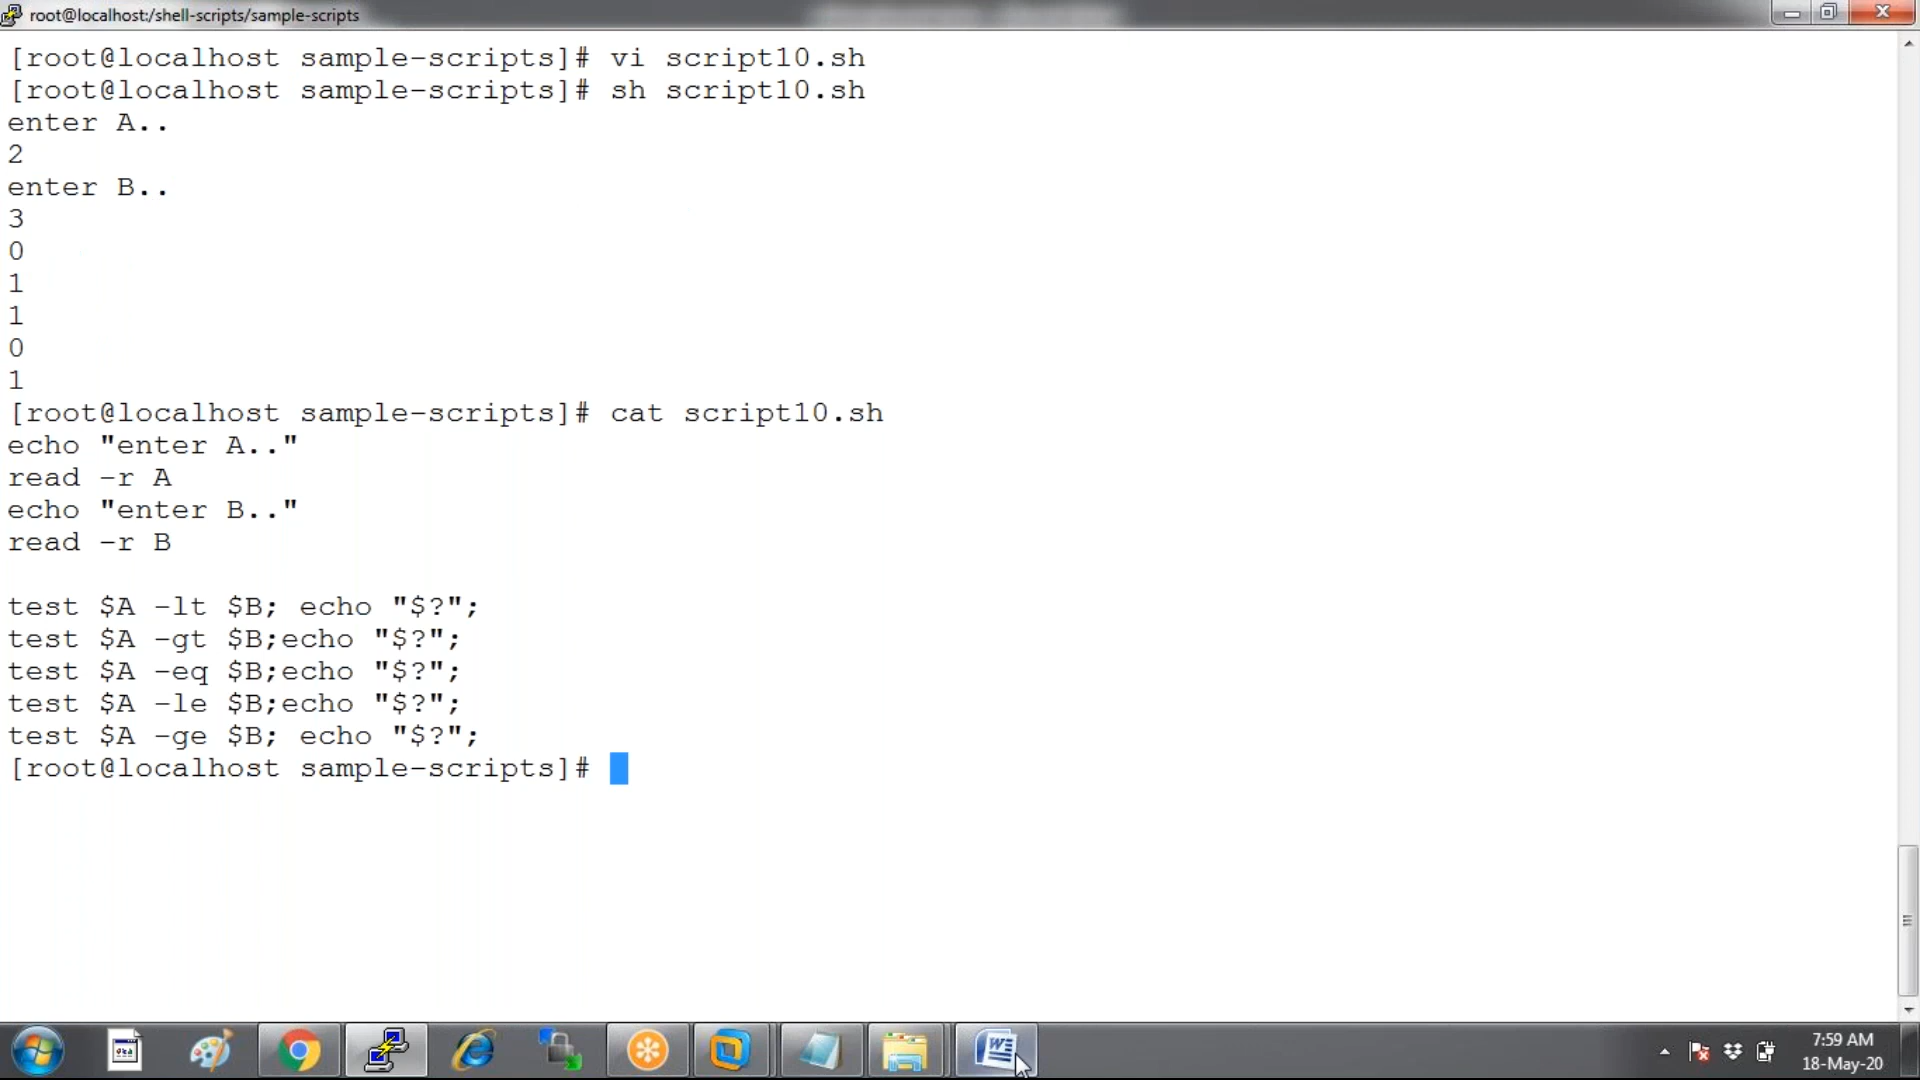 root@localhost:/shell-scripts/sample-scripts
[root@localhost sample-scripts]# vi script10.sh
[root@localhost sample-scripts]# sh script10.sh
enter A..
2
enter B..
3
0
1
1
0
1
[root@localhost sample-scripts]# cat script10.sh
echo "enter A.."
read -r A
echo "enter B.."
read -r B
test $A -lt $B; echo "$?";
test $A -gt $B;echo "$?";
test $A -eq $B;echo "$?";
test $A -le $B;echo "$?";
test $A -ge $B; echo "$?";
[root@localhost sample-scripts]#
7:59 AM
18-May-20